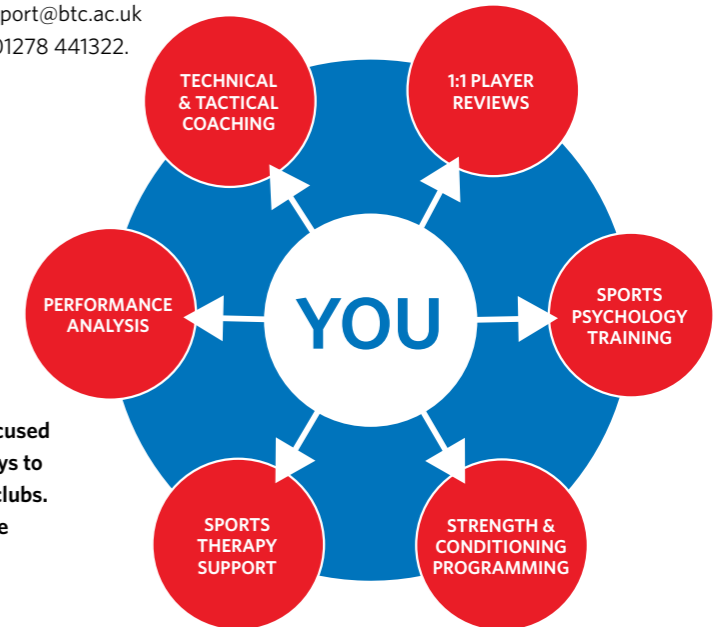 port@btc.ac.uk
01278 441322.
TECHNICAL
& TACTICAL
COACHING
1:1 PLAYER
REVIEWS
PERFORMANCE
ANALYSIS
YOU
SPORTS
PSYCHOLOGY
TRAINING
cused
ys to
clubs.
e
SPORTS
THERAPY
SUPPORT
STRENGTH &
CONDITIONING
PROGRAMMING